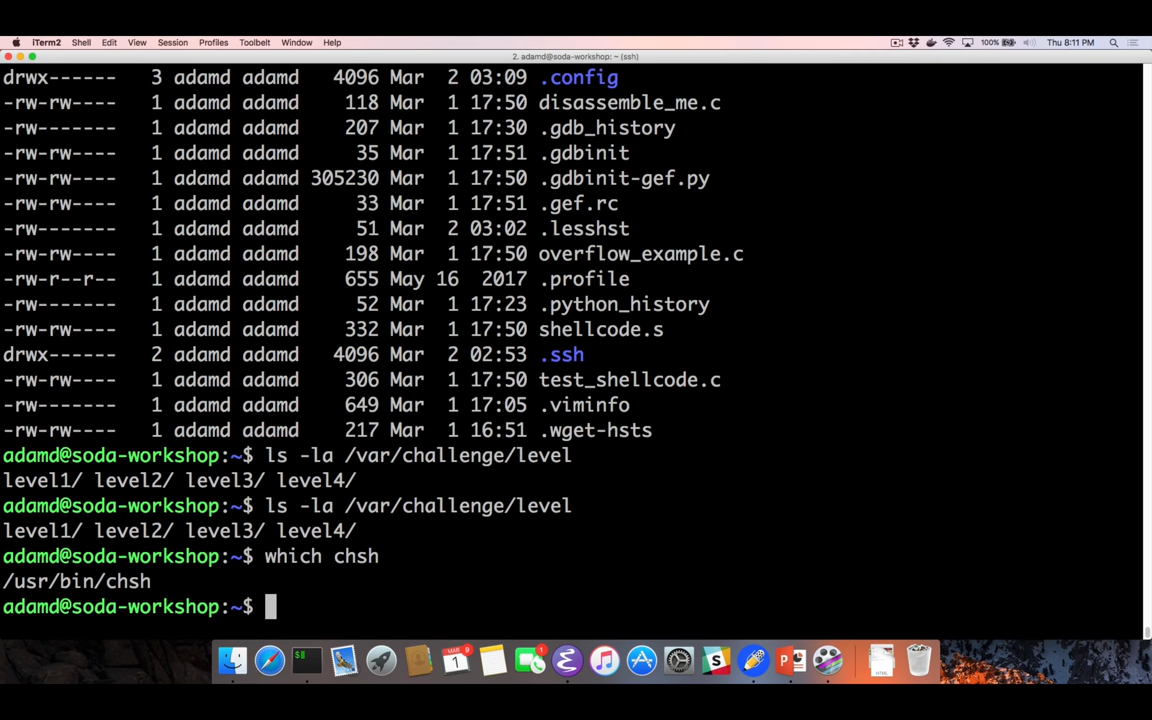 iTerm2 Shell Edit View Session Profiles Toolbelt Window Help 100% Thu 8:11 PM
2. adamd@soda-workshop: ~ (ssh)
drwx------ 3 adamd adamd 4096 Mar 2 03:09 .config
-rw-rw---- 1 adamd adamd 118 Mar 1 17:50 disassemble_me.c
-rw------- 1 adamd adamd 207 Mar 1 17:30 .gdb_history
-rw-rw---- 1 adamd adamd 35 Mar 1 17:51 .gdbinit
-rw-rw---- 1 adamd adamd 305230 Mar 1 17:50 .gdbinit-gef.py
-rw-rw---- 1 adamd adamd 33 Mar 1 17:51 .gef.rc
-rw------- 1 adamd adamd 51 Mar 2 03:02 .lesshst
-rw-rw---- 1 adamd adamd 198 Mar 1 17:50 overflow_example.c
-rw-r--r-- 1 adamd adamd 655 May 16 2017 .profile
-rw------- 1 adamd adamd 52 Mar 1 17:23 .python_history
-rw-rw---- 1 adamd adamd 332 Mar 1 17:50 shellcode.s
drwx------ 2 adamd adamd 4096 Mar 2 02:53 .ssh
-rw-rw---- 1 adamd adamd 306 Mar 1 17:50 test_shellcode.c
-rw------- 1 adamd adamd 649 Mar 1 17:05 .viminfo
-rw-rw---- 1 adamd adamd 217 Mar 1 16:51 .wget-hsts
adamd@soda-workshop:~$ ls -la /var/challenge/level
level1/ level2/ level3/ level4/
adamd@soda-workshop:~$ ls -la /var/challenge/level
level1/ level2/ level3/ level4/
adamd@soda-workshop:~$ which chsh
/usr/bin/chsh
adamd@soda-workshop:~$